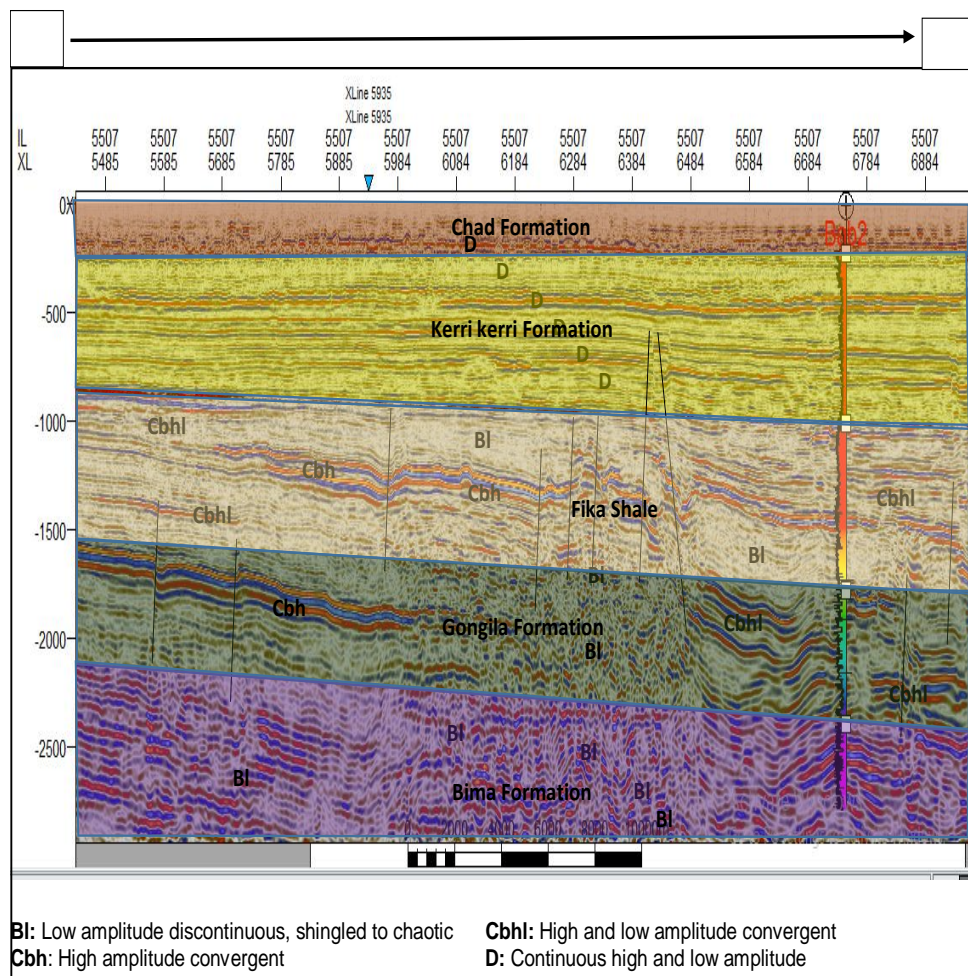 XLine 5935
XLine 5935
IL 5507 5507 5507 5507 5507 5507 5507 5507 5507 5507 5507 5507 5507 5507 5507
XL 5485 5585 5685 5785 5885 5984 6084 6184 6284 6384 6484 6584 6684 6784 6884
Chad Formation
D
D
-500
D
Kerri kerri Formation
D
D
D
-1000
Cbhl
Bl
Cbh
Cbh
Cbhl
Fika Shale
Cbhl
-1500
Bl
Bl
Cbh
Gongila Formation
Cbhl
-2000
Bl
Cbhl
Bl
-2500
Bl
Bl
Bima Formation
Bl
Bl
0 2000 4000 6000 8000
Bl: Low amplitude discontinuous, shingled to chaotic Cbhl: High and low amplitude convergent
Cbh: High amplitude convergent D: Continuous high and low amplitude